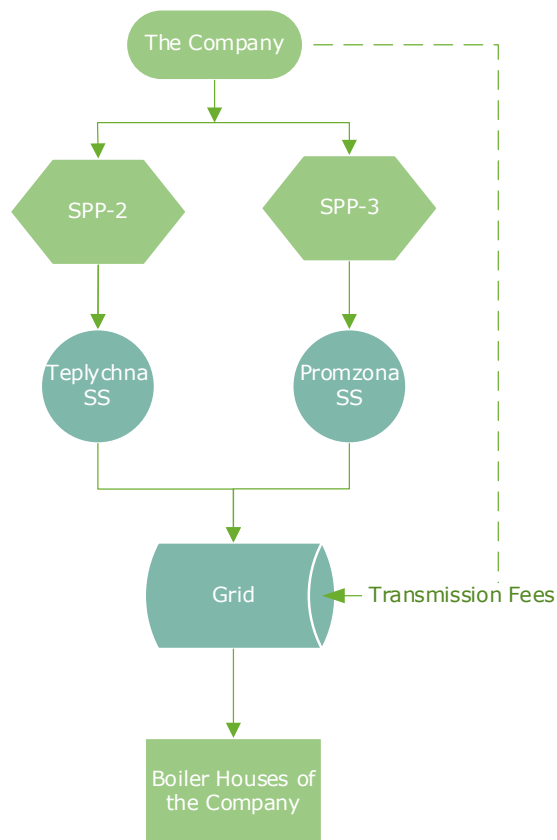 The Company
SPP-2
SPP-3
Teplychna
SS
Promzona
SS
Grid
Transmission Fees
Boiler Houses of
the Company